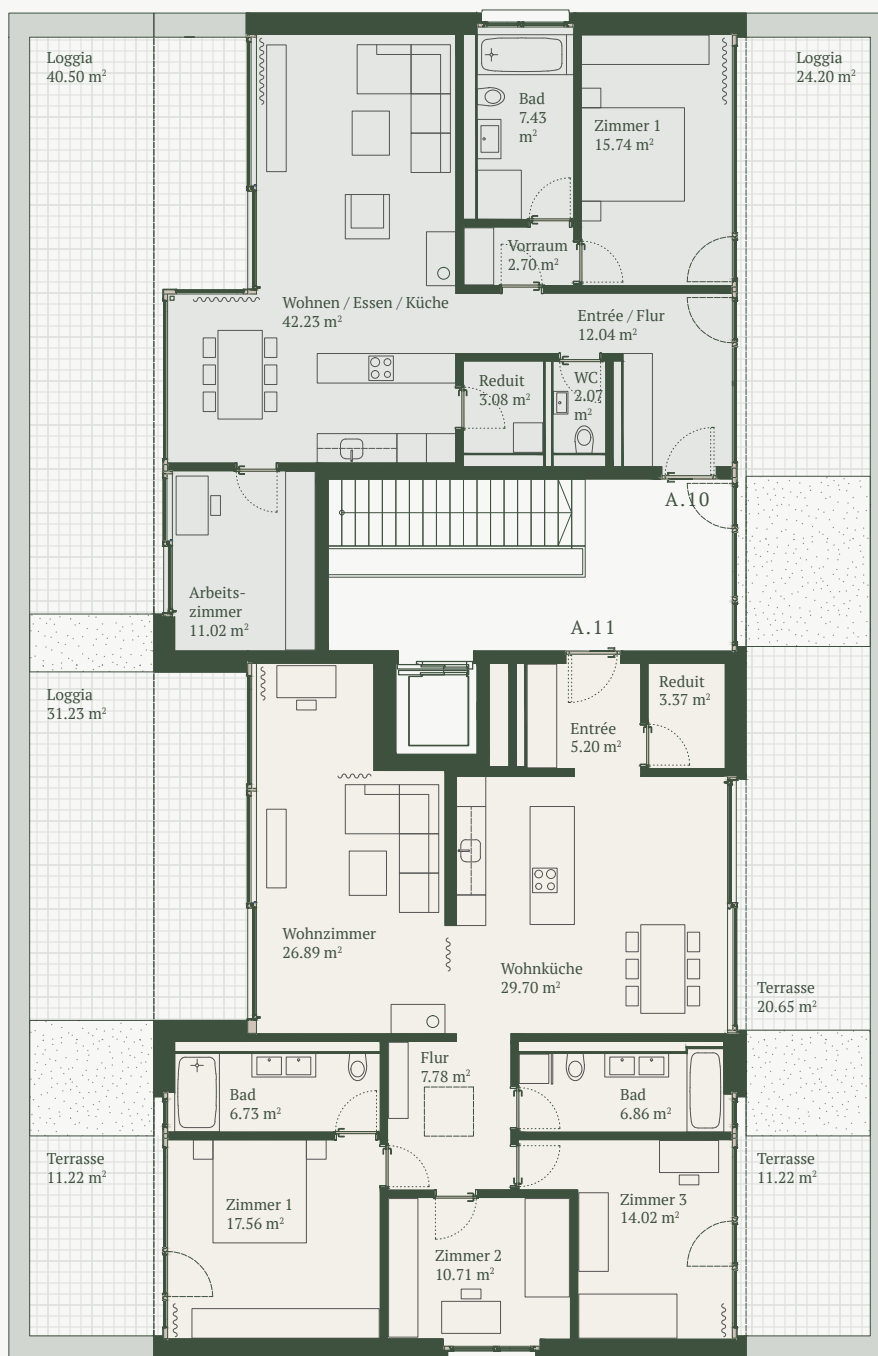 Loggia
40.50 m²
Loggia
24.20 m²
Bad
7.43
m²
Zimmer 1
15.74 m²
Vorraum
2.70 m²
Wohnen / Essen / Küche
42.23 m²
Entrée / Flur
12.04 m²
Reduit
3.08 m²
WC
2.07
m²
A.10
Arbeits-
zimmer
11.02 m²
A.11
Loggia
31.23 m²
Reduit
3.37 m²
Entrée
5.20 m²
Wohnzimmer
26.89 m²
Wohnküche
29.70 m²
Terrasse
20.65 m²
Flur
7.78 m²
Bad
6.73 m²
Bad
6.86 m²
Terrasse
11.22 m²
Terrasse
11.22 m²
Zimmer 1
17.56 m²
Zimmer 3
14.02 m²
Zimmer 2
10.71 m²